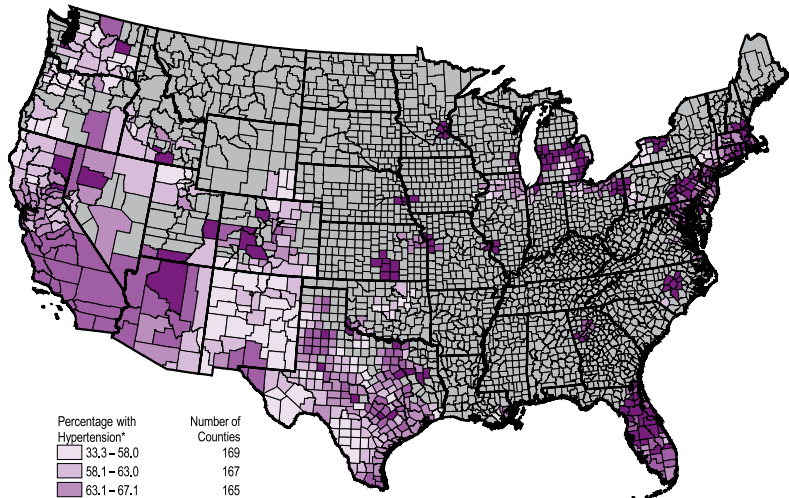 Percentage with Number of
Hypertension* Counties
33.3 – 58.0 169
58.1 – 63.0 167
63.1 – 67.1 165